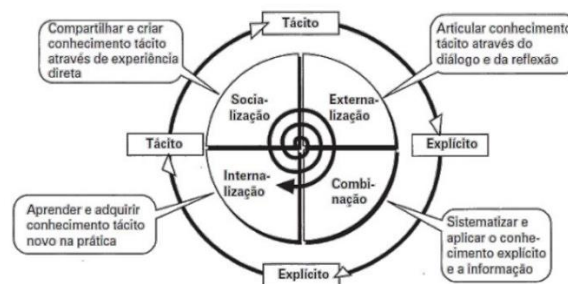 Tácito
Compartilhar e criar
conhecimento tácito
através de experiência
direta
Articular conhecimento
tácito através do
diálogo e da reflexão
Socia-
lização
Externa-
lização
Tácito
Explícito
Interna-
lização
Combi-
nação
Aprender e adquirir
conhecimento tácito
novo na prática
Sistematizar e
aplicar o conhe-
cimento explícito
e a informação
Explícito